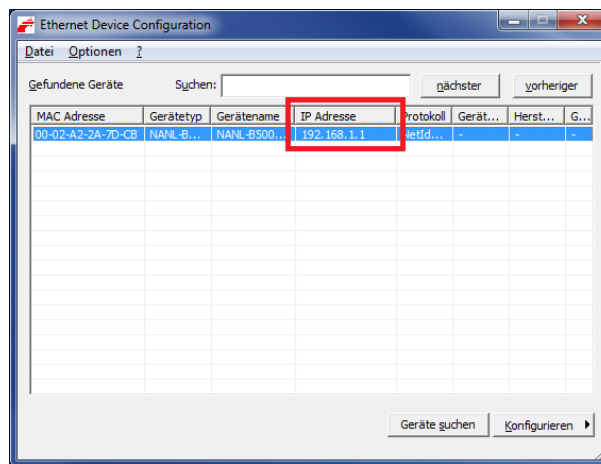 Ethernet Device Configuration
Datei Optionen ?
Gefundene Geräte Suchen: nächster vorheriger
MAC Adresse Gerätetyp Gerätename IP Adresse Protokoll Gerät... Herst... G...
00-02-A2-2A-7D-CB NANL-B... NANL-B500... 192.168.1.1 NetId... - - -
Geräte suchen Konfigurieren